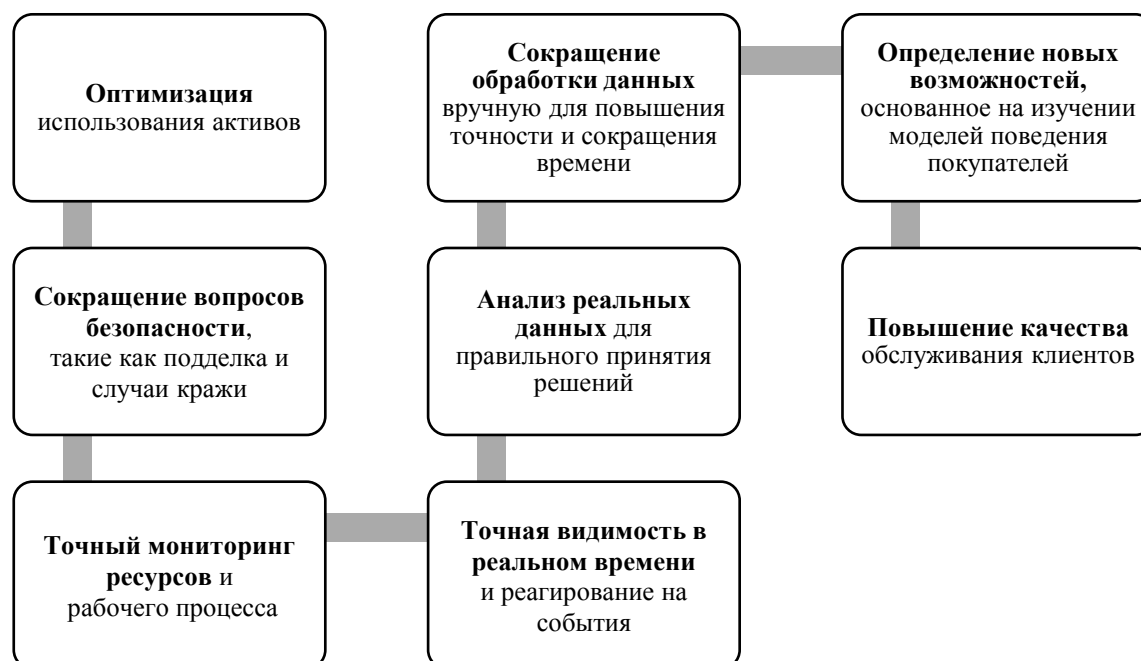 Оптимизация
использования активов
Сокращение вопросов
безопасности,
такие как подделка и
случаи кражи
Точный мониторинг
ресурсов и
рабочего процесса
Точная видимость в
реальном времени
и реагирование на
события
Анализ реальных
данных для
правильного принятия
решений
Сокращение
обработки данных
вручную для повышения
точности и сокращения
времени
Определение новых
возможностей,
основанное на изучении
моделей поведения
покупателей
Повышение качества
обслуживания клиентов